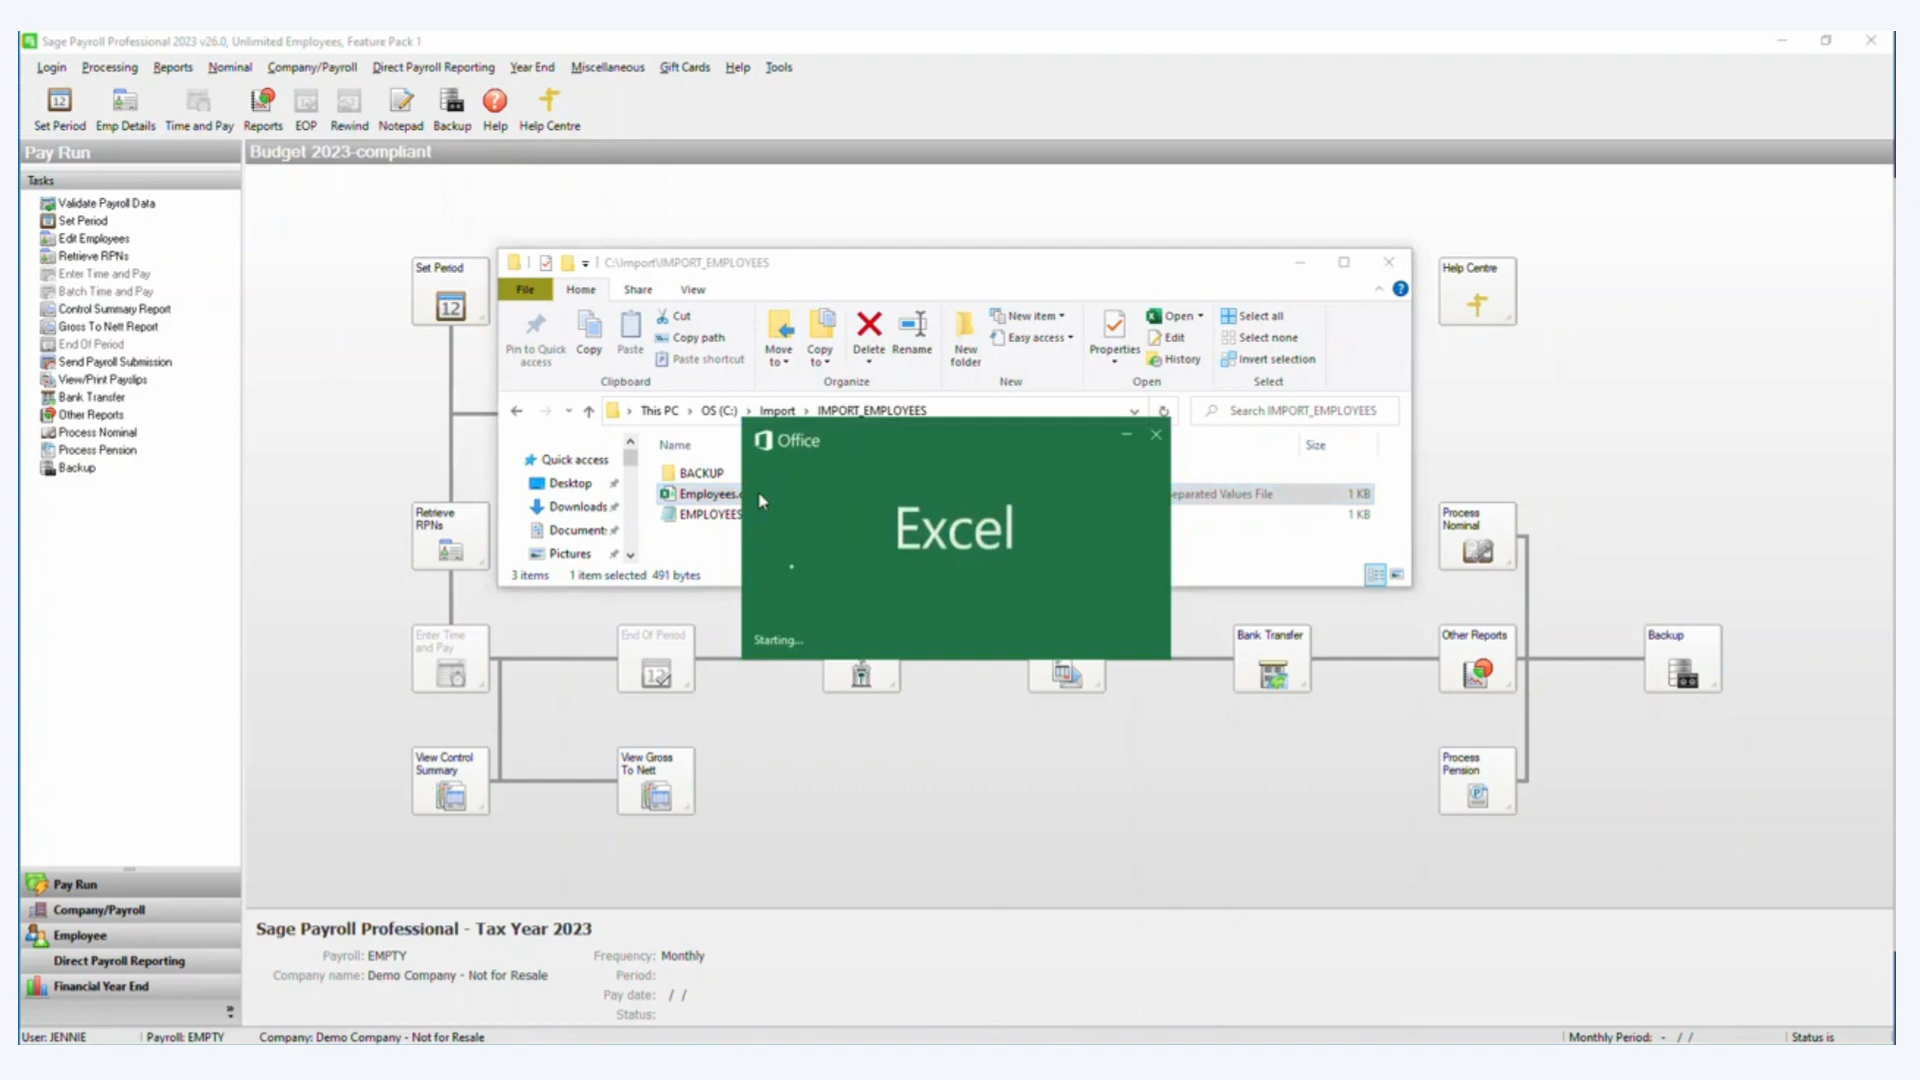 Sage Payroll Professional 2023 v26.0, Unlimited Employees, Feature Pack 1
Login Processing Reports Nominal Company/Payroll Direct Payroll Reporting Year End Miscellaneous Gift Cards Help Tools
Set Period Emp Details Time and Pay Reports EOP Rewind Notepad Backup Help Help Centre
Pay Run
Budget 2023-compliant
Tasks
Validate Payroll Data
Set Period
Edit Employees
Retrieve RPNs
Enter Time and Pay
Batch Time and Pay
Control Summary Report
Gross To Nett Report
End Of Period
Send Payroll Submission
View/Print Payslips
Bank Transfer
Other Reports
Process Nominal
Process Pension
Backup
Set Period
12
Help Centre
C:\Import\IMPORT_EMPLOYEES
File Home Share View
Pin to Quick
access
Copy
Paste
Cut
Copy path
Paste shortcut
Clipboard
Move
to
Copy
to
Delete
Rename
Organize
New
folder
New item
Easy access
New
Properties
Open
Edit
History
Open
Select all
Select none
Invert selection
Select
This PC > OS (C:) > Import > IMPORT_EMPLOYEES
Search IMPORT_EMPLOYEES
Name
Size
Quick access
Desktop
Downloads
Document
Pictures
BACKUP
Employees.
eparated Values File
1 KB
EMPLOYEES
1 KB
3 items 1 item selected 491 bytes
Office
Excel
Starting...
Retrieve
RPNs
Process
Nominal
Enter Time
and Pay
End Of Period
Bank Transfer
Other Reports
Backup
View Control
Summary
View Gross
To Nett
Process
Pension
Pay Run
Company/Payroll
Employee
Direct Payroll Reporting
Financial Year End
Sage Payroll Professional - Tax Year 2023
Payroll: EMPTY
Company name: Demo Company - Not for Resale
Frequency: Monthly
Period:
Pay date: / /
Status:
User: JENNIE
Payroll: EMPTY
Company: Demo Company - Not for Resale
Monthly Period: - / /
Status is